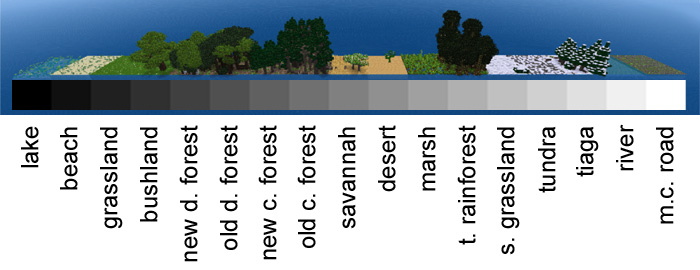 lake
beach
grassland
bushland
new d. forest
old d. forest
new c. forest
old c. forest
savannah
desert
marsh
t. rainforest
s. grassland
tundra
tiaga
river
m.c. road